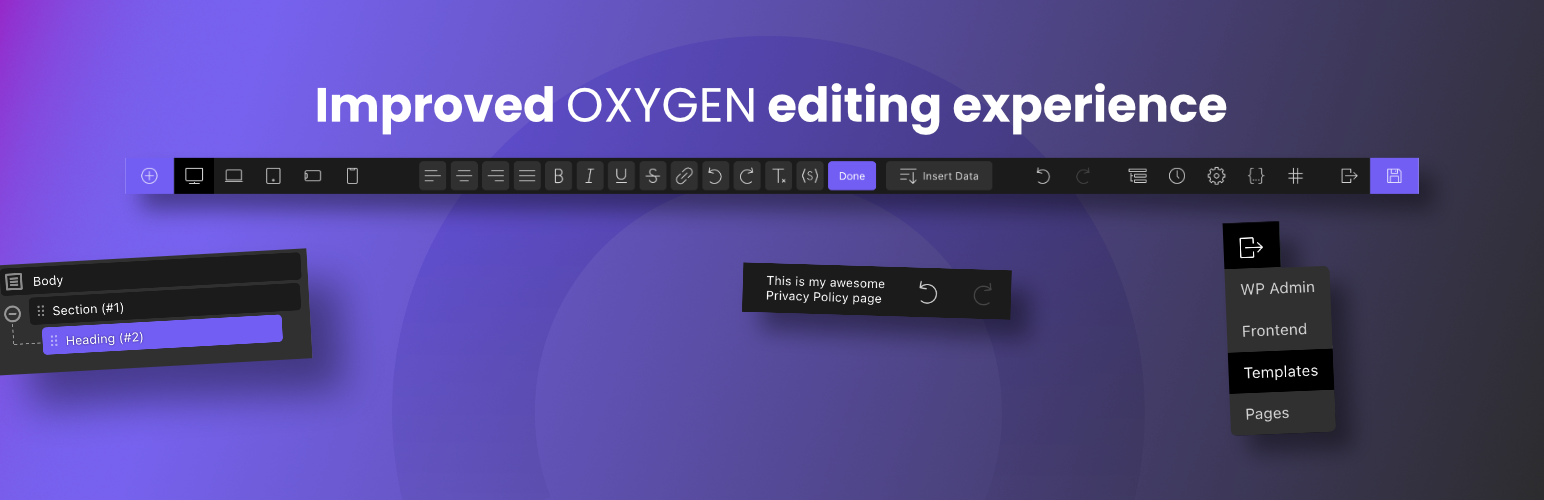 Improved OXYGEN editing experience
B I U S {S} Done Insert Data {...}
Body
Section (#1)
Heading (#2)
This is my awesome
Privacy Policy page
WP Admin
Frontend
Templates
Pages